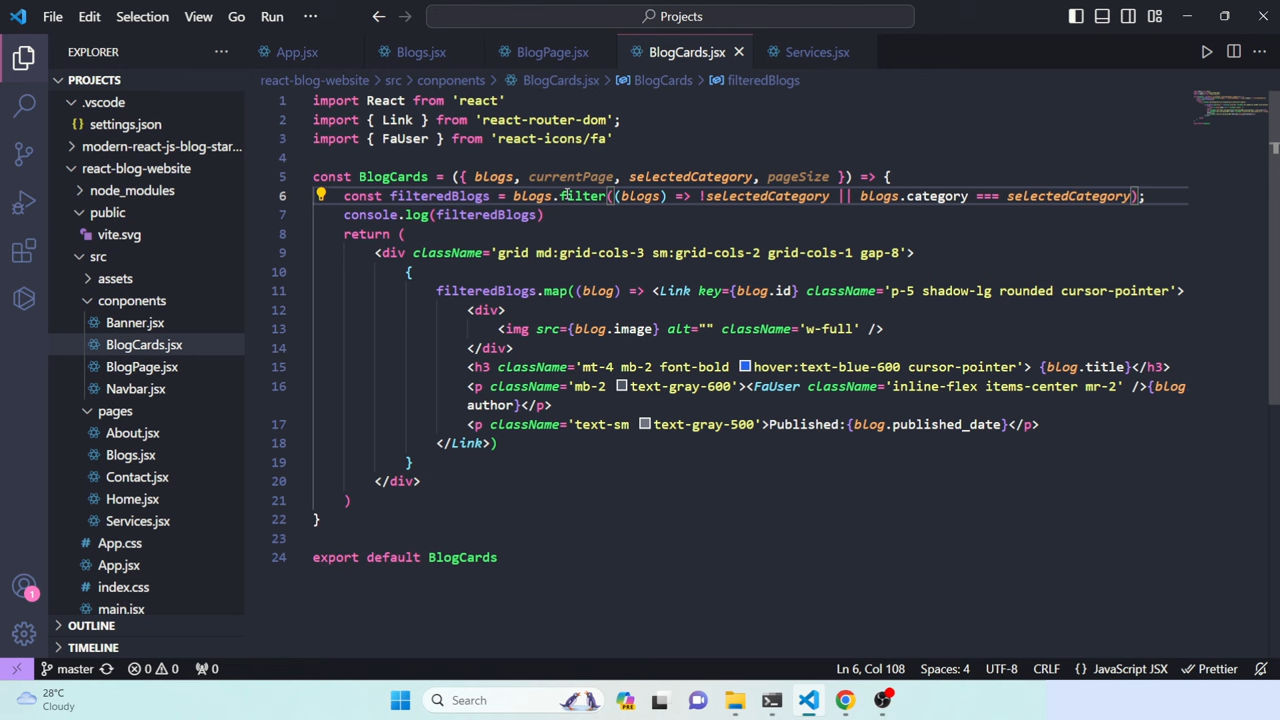 File Edit Selection View Go Run ··· Projects
EXPLORER ···
App.jsx Blogs.jsx BlogPage.jsx BlogCards.jsx Services.jsx
PROJECTS
.vscode
settings.json
modern-react-js-blog-star...
react-blog-website
node_modules
public
vite.svg
src
assets
conponents
Banner.jsx
BlogCards.jsx
BlogPage.jsx
Navbar.jsx
pages
About.jsx
Blogs.jsx
Contact.jsx
Home.jsx
Services.jsx
App.css
App.jsx
index.css
main.jsx
OUTLINE
TIMELINE
react-blog-website > src > conponents > BlogCards.jsx > BlogCards > filteredBlogs
1 import React from 'react'
2 import { Link } from 'react-router-dom';
3 import { FaUser } from 'react-icons/fa'
4
5 const BlogCards = ({ blogs, currentPage, selectedCategory, pageSize }) => {
6 const filteredBlogs = blogs.filter((blogs) => !selectedCategory || blogs.category === selectedCategory);
7 console.log(filteredBlogs)
8 return (
9 <div className='grid md:grid-cols-3 sm:grid-cols-2 grid-cols-1 gap-8'>
10 {
11 filteredBlogs.map((blog) => <Link key={blog.id} className='p-5 shadow-lg rounded cursor-pointer'>
12 <div>
13 <img src={blog.image} alt="" className='w-full' />
14 </div>
15 <h3 className='mt-4 mb-2 font-bold hover:text-blue-600 cursor-pointer'> {blog.title}</h3>
16 <p className='mb-2 text-gray-600'><FaUser className='inline-flex items-center mr-2' />{blog
author}</p>
17 <p className='text-sm text-gray-500'>Published:{blog.published_date}</p>
18 </Link>)
19 }
20 </div>
21 )
22 }
23
24 export default BlogCards
1
master 0 0 0 Ln 6, Col 108 Spaces: 4 UTF-8 CRLF {} JavaScript JSX Prettier
28°C
Cloudy
Search
PRE